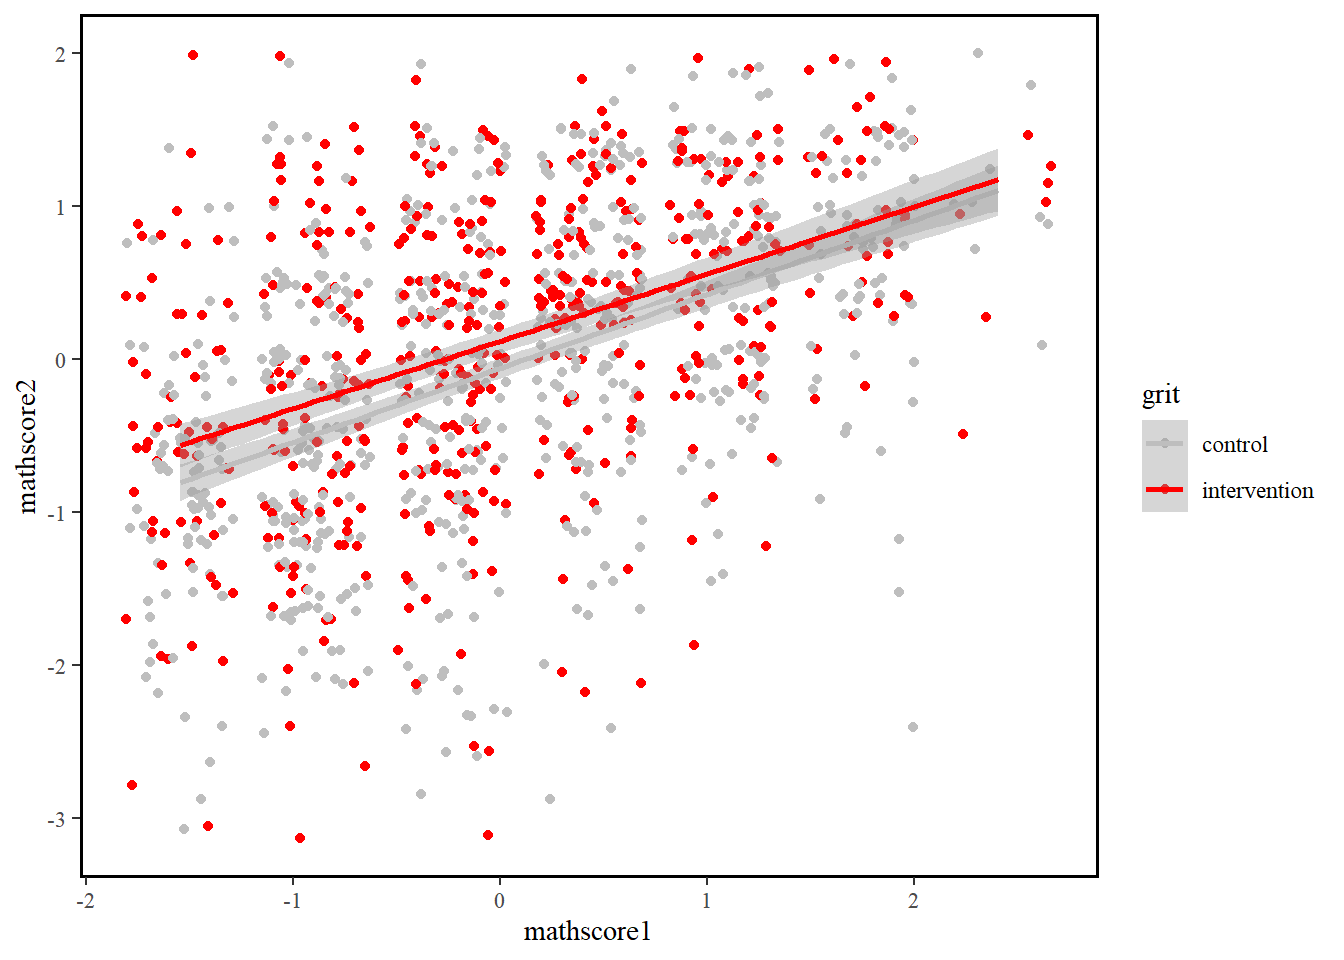 2
1
0
-1
-2
-3
mathscore2
-2
-1
0
1
2
mathscore1
grit
control
intervention